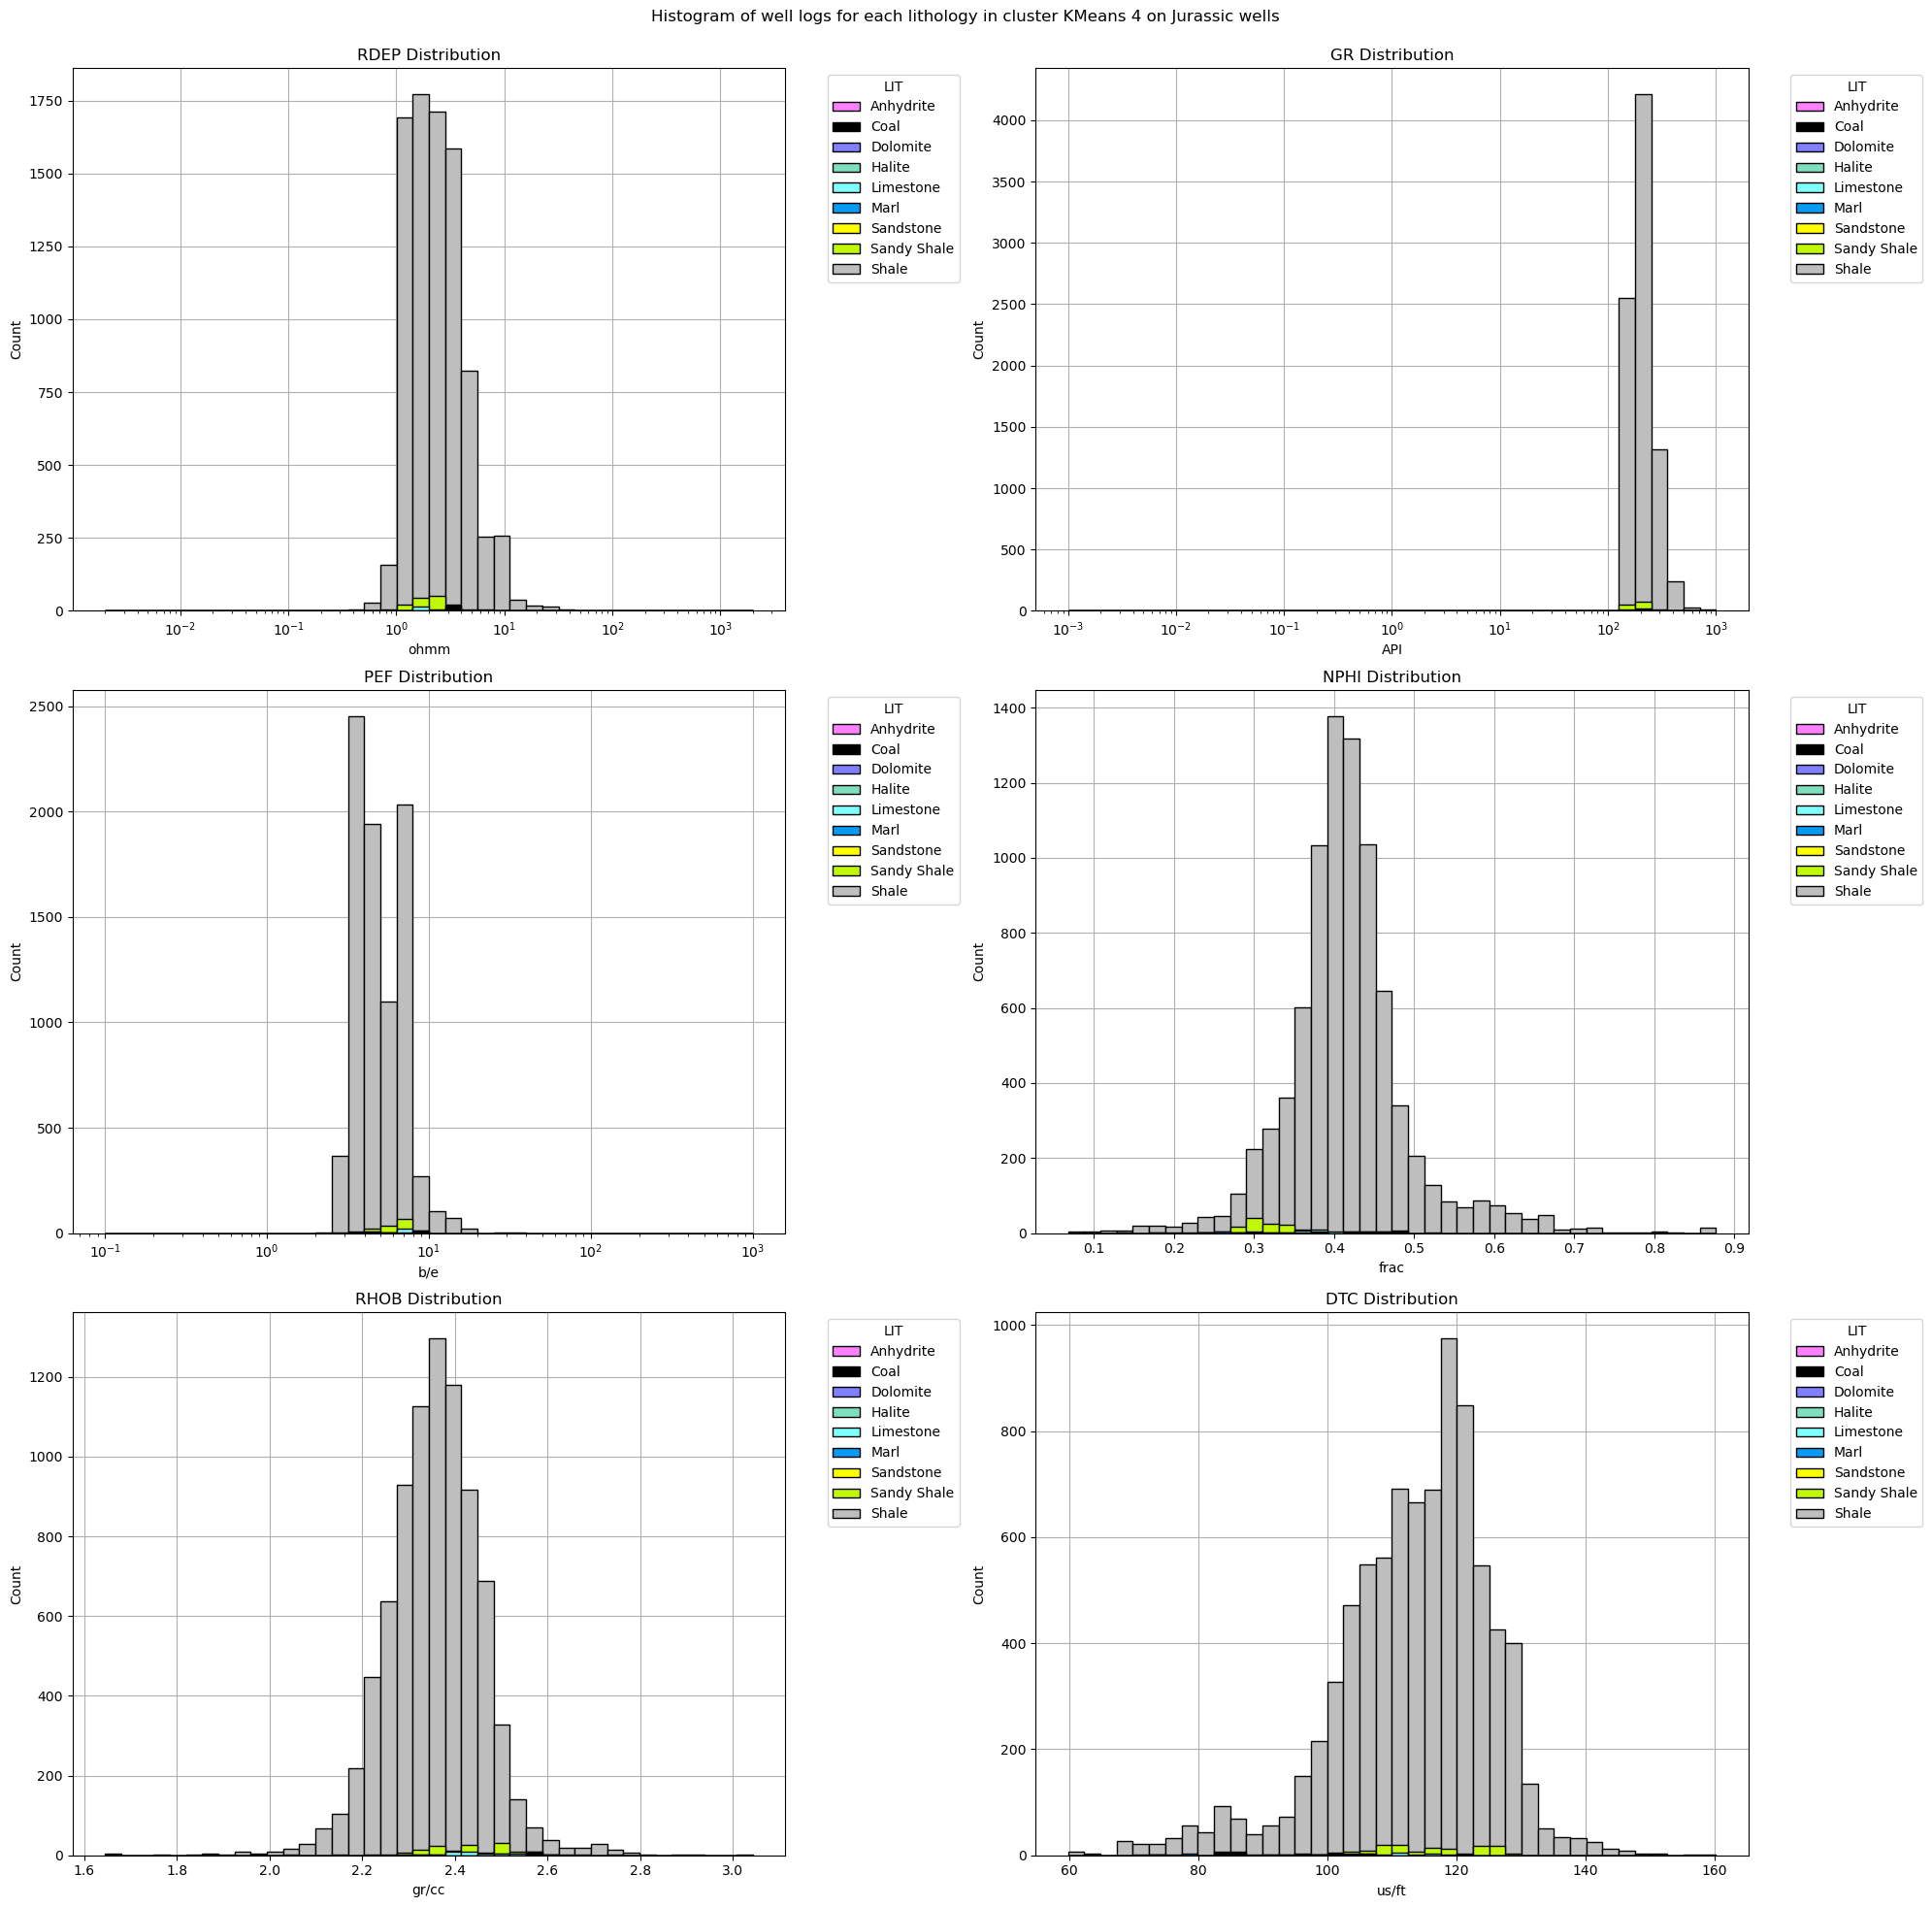 Histogram of well logs for each lithology in cluster KMeans 4 on Jurassic wells
RDEP Distribution
Count
0
250
500
750
1000
1250
1500
1750
10⁻²
10⁻¹
10⁰
10¹
10²
10³
ohmm
LIT
Anhydrite
Coal
Dolomite
Halite
Limestone
Marl
Sandstone
Sandy Shale
Shale
GR Distribution
Count
0
500
1000
1500
2000
2500
3000
3500
4000
10⁻³
10⁻²
10⁻¹
10⁰
10¹
10²
10³
API
LIT
Anhydrite
Coal
Dolomite
Halite
Limestone
Marl
Sandstone
Sandy Shale
Shale
PEF Distribution
Count
0
500
1000
1500
2000
2500
10⁻¹
10⁰
10¹
10²
10³
b/e
LIT
Anhydrite
Coal
Dolomite
Halite
Limestone
Marl
Sandstone
Sandy Shale
Shale
NPHI Distribution
Count
0
200
400
600
800
1000
1200
1400
0.1
0.2
0.3
0.4
0.5
0.6
0.7
0.8
0.9
frac
LIT
Anhydrite
Coal
Dolomite
Halite
Limestone
Marl
Sandstone
Sandy Shale
Shale
RHOB Distribution
Count
0
200
400
600
800
1000
1200
1.6
1.8
2.0
2.2
2.4
2.6
2.8
3.0
gr/cc
LIT
Anhydrite
Coal
Dolomite
Halite
Limestone
Marl
Sandstone
Sandy Shale
Shale
DTC Distribution
Count
0
200
400
600
800
1000
60
80
100
120
140
160
us/ft
LIT
Anhydrite
Coal
Dolomite
Halite
Limestone
Marl
Sandstone
Sandy Shale
Shale